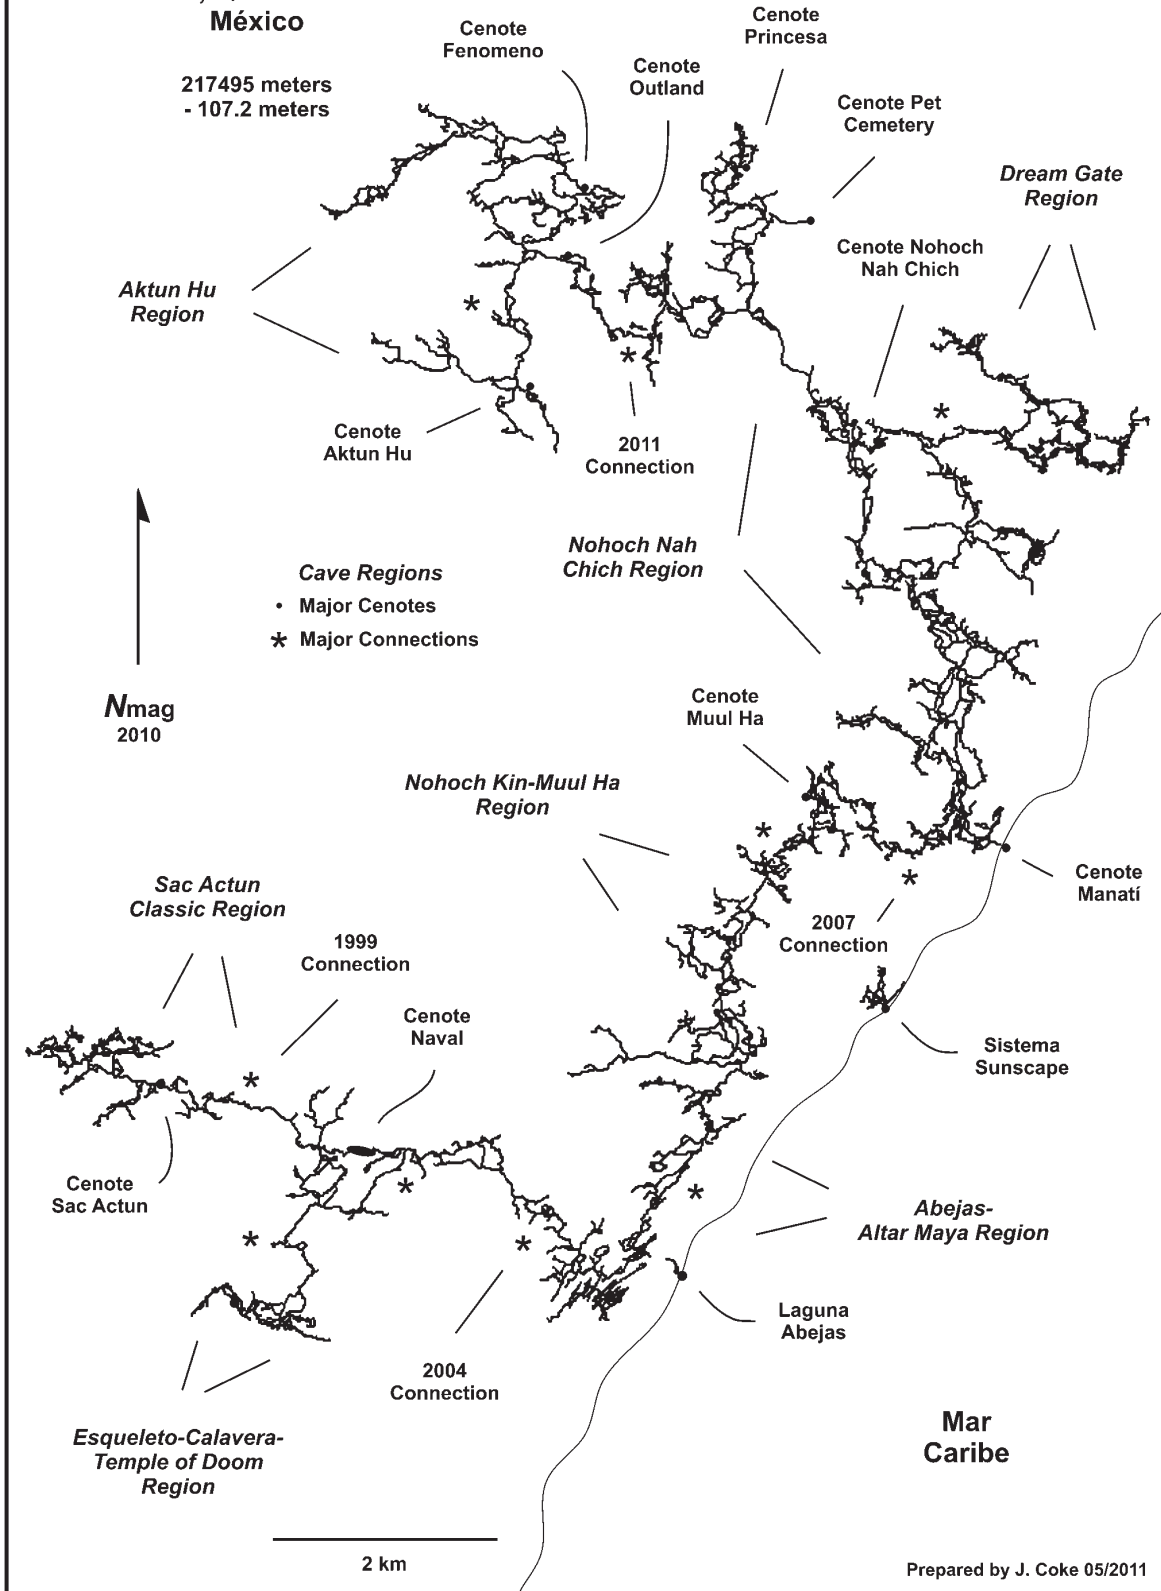 México
217495 meters
- 107.2 meters
Cenote
Fenomeno
Cenote
Outland
Cenote
Princesa
Cenote Pet
Cemetery
Dream Gate
Region
Cenote Nohoch
Nah Chich
Aktun Hu
Region
Cenote
Aktun Hu
2011
Connection
Nohoch Nah
Chich Region
Cave Regions
Major Cenotes
* Major Connections
Nmag
2010
Cenote
Muul Ha
Nohoch Kin-Muul Ha
Region
Cenote
Manatí
2007
Connection
Sac Actun
Classic Region
1999
Connection
Cenote
Naval
Sistema
Sunscape
Cenote
Sac Actun
Abejas-
Altar Maya Region
Laguna
Abejas
2004
Connection
Esqueleto-Calavera-
Temple of Doom
Region
Mar
Caribe
2 km
Prepared by J. Coke 05/2011